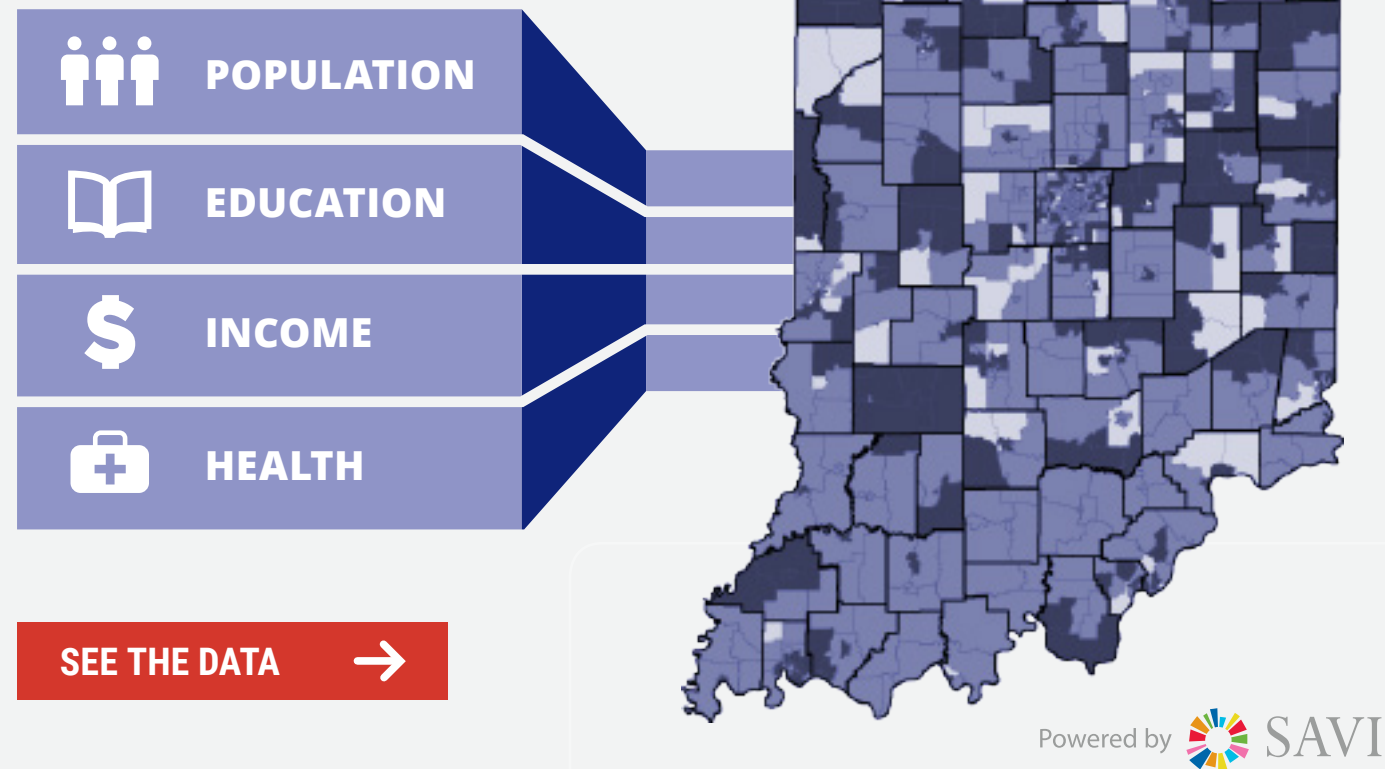 POPULATION
EDUCATION
INCOME
HEALTH
SEE THE DATA
Powered by SAVI